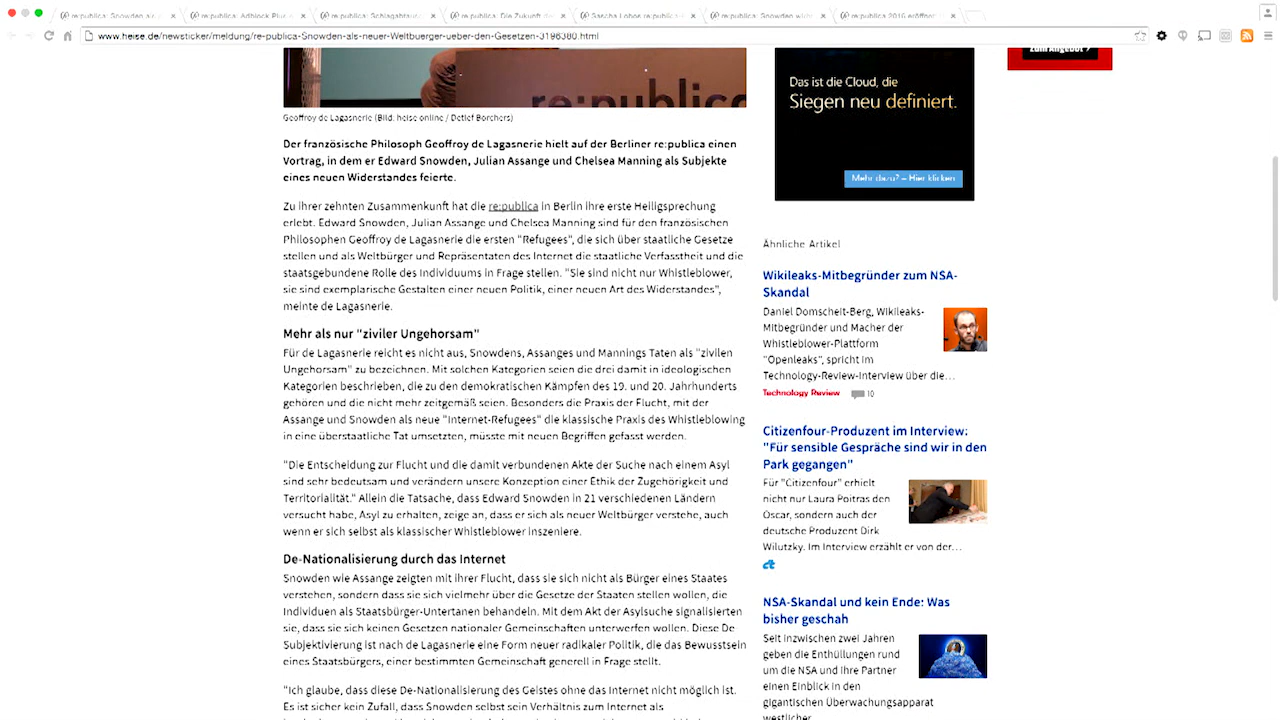 re:publica: Snowden als
re:publica: Adblock Plus
re:publica: Schlagabtaus
re:publica: Die Zukunft de
Sascha Lobos re:publica
re:publica: Snowden
re:publica 2016 eröffne
www.heise.de/newsticker/meldung/re-publica-Snowden-als-neuer-Weltbuerger-ueber-den-Gesetzen-3196380.html
re:publica
Geoffroy de Lagasnerie (Bild: heise online / Detlef Borchers)
Der französische Philosoph Geoffroy de Lagasnerie hielt auf der Berliner re:publica einen
Vortrag, in dem er Edward Snowden, Julian Assange und Chelsea Manning als Subjekte
eines neuen Widerstandes feierte.
Zu ihrer zehnten Zusammenkunft hat die re:publica in Berlin ihre erste Heiligsprechung
erlebt. Edward Snowden, Julian Assange und Chelsea Manning sind für den französischen
Philosophen Geoffroy de Lagasnerie die ersten "Refugees", die sich über staatliche Gesetze
stellen und als Weltbürger und Repräsentaten des Internet die staatliche Verfasstheit und die
staatsgebundene Rolle des Individuums in Frage stellen. "Sie sind nicht nur Whistleblower,
sie sind exemplarische Gestalten einer neuen Politik, einer neuen Art des Widerstandes",
meinte de Lagasnerie.
Mehr als nur "ziviler Ungehorsam"
Für de Lagasnerie reicht es nicht aus, Snowdens, Assanges und Mannings Taten als "zivilen
Ungehorsam" zu bezeichnen. Mit solchen Kategorien seien die drei damit in ideologischen
Kategorien beschrieben, die zu den demokratischen Kämpfen des 19. und 20. Jahrhunderts
gehören und die nicht mehr zeitgemäß seien. Besonders die Praxis der Flucht, mit der
Assange und Snowden als neue "Internet-Refugees" die klassische Praxis des Whistleblowing
in eine überstaatliche Tat umsetzten, müsste mit neuen Begriffen gefasst werden.
"Die Entscheidung zur Flucht und die damit verbundenen Akte der Suche nach einem Asyl
sind sehr bedeutsam und verändern unsere Konzeption einer Ethik der Zugehörigkeit und
Territorialität." Allein die Tatsache, dass Edward Snowden in 21 verschiedenen Ländern
versucht habe, Asyl zu erhalten, zeige an, dass er sich als neuer Weltbürger verstehe, auch
wenn er sich selbst als klassischer Whistleblower inszeniere.
De-Nationalisierung durch das Internet
Snowden wie Assange zeigten mit ihrer Flucht, dass sie sich nicht als Bürger eines Staates
verstehen, sondern dass sie sich vielmehr über die Gesetze der Staaten stellen wollen, die
Individuen als Staatsbürger-Untertanen behandeln. Mit dem Akt der Asylsuche signalisierten
sie, dass sie sich keinen Gesetzen nationaler Gemeinschaften unterwerfen wollen. Diese De
Subjektivierung ist nach de Lagasnerie eine Form neuer radikaler Politik, die das Bewusstsein
eines Staatsbürgers, einer bestimmten Gemeinschaft generell in Frage stellt.
"Ich glaube, dass diese De-Nationalisierung des Geistes ohne das Internet nicht möglich ist.
Es ist sicher kein Zufall, dass Snowden selbst sein Verhältnis zum Internet als
Das ist die Cloud, die
Siegen neu definiert.
Mehr dazu? – Hier klicken
Zum Angebot >
Ähnliche Artikel
Wikileaks-Mitbegründer zum NSA-
Skandal
Daniel Domscheit-Berg, Wikileaks-
Mitbegründer und Macher der
Whistleblower-Plattform
"Openleaks", spricht im
Technology-Review-Interview über die…
Technology Review 10
Citizenfour-Produzent im Interview:
"Für sensible Gespräche sind wir in den
Park gegangen"
Für "Citizenfour" erhielt
nicht nur Laura Poitras den
Oscar, sondern auch der
deutsche Produzent Dirk
Wilutzky. Im Interview erzählt er von der…
ct
NSA-Skandal und kein Ende: Was
bisher geschah
Seit inzwischen zwei Jahren
geben die Enthüllungen rund
um die NSA und ihre Partner
einen Einblick in den
gigantischen Überwachungsapparat
westlicher